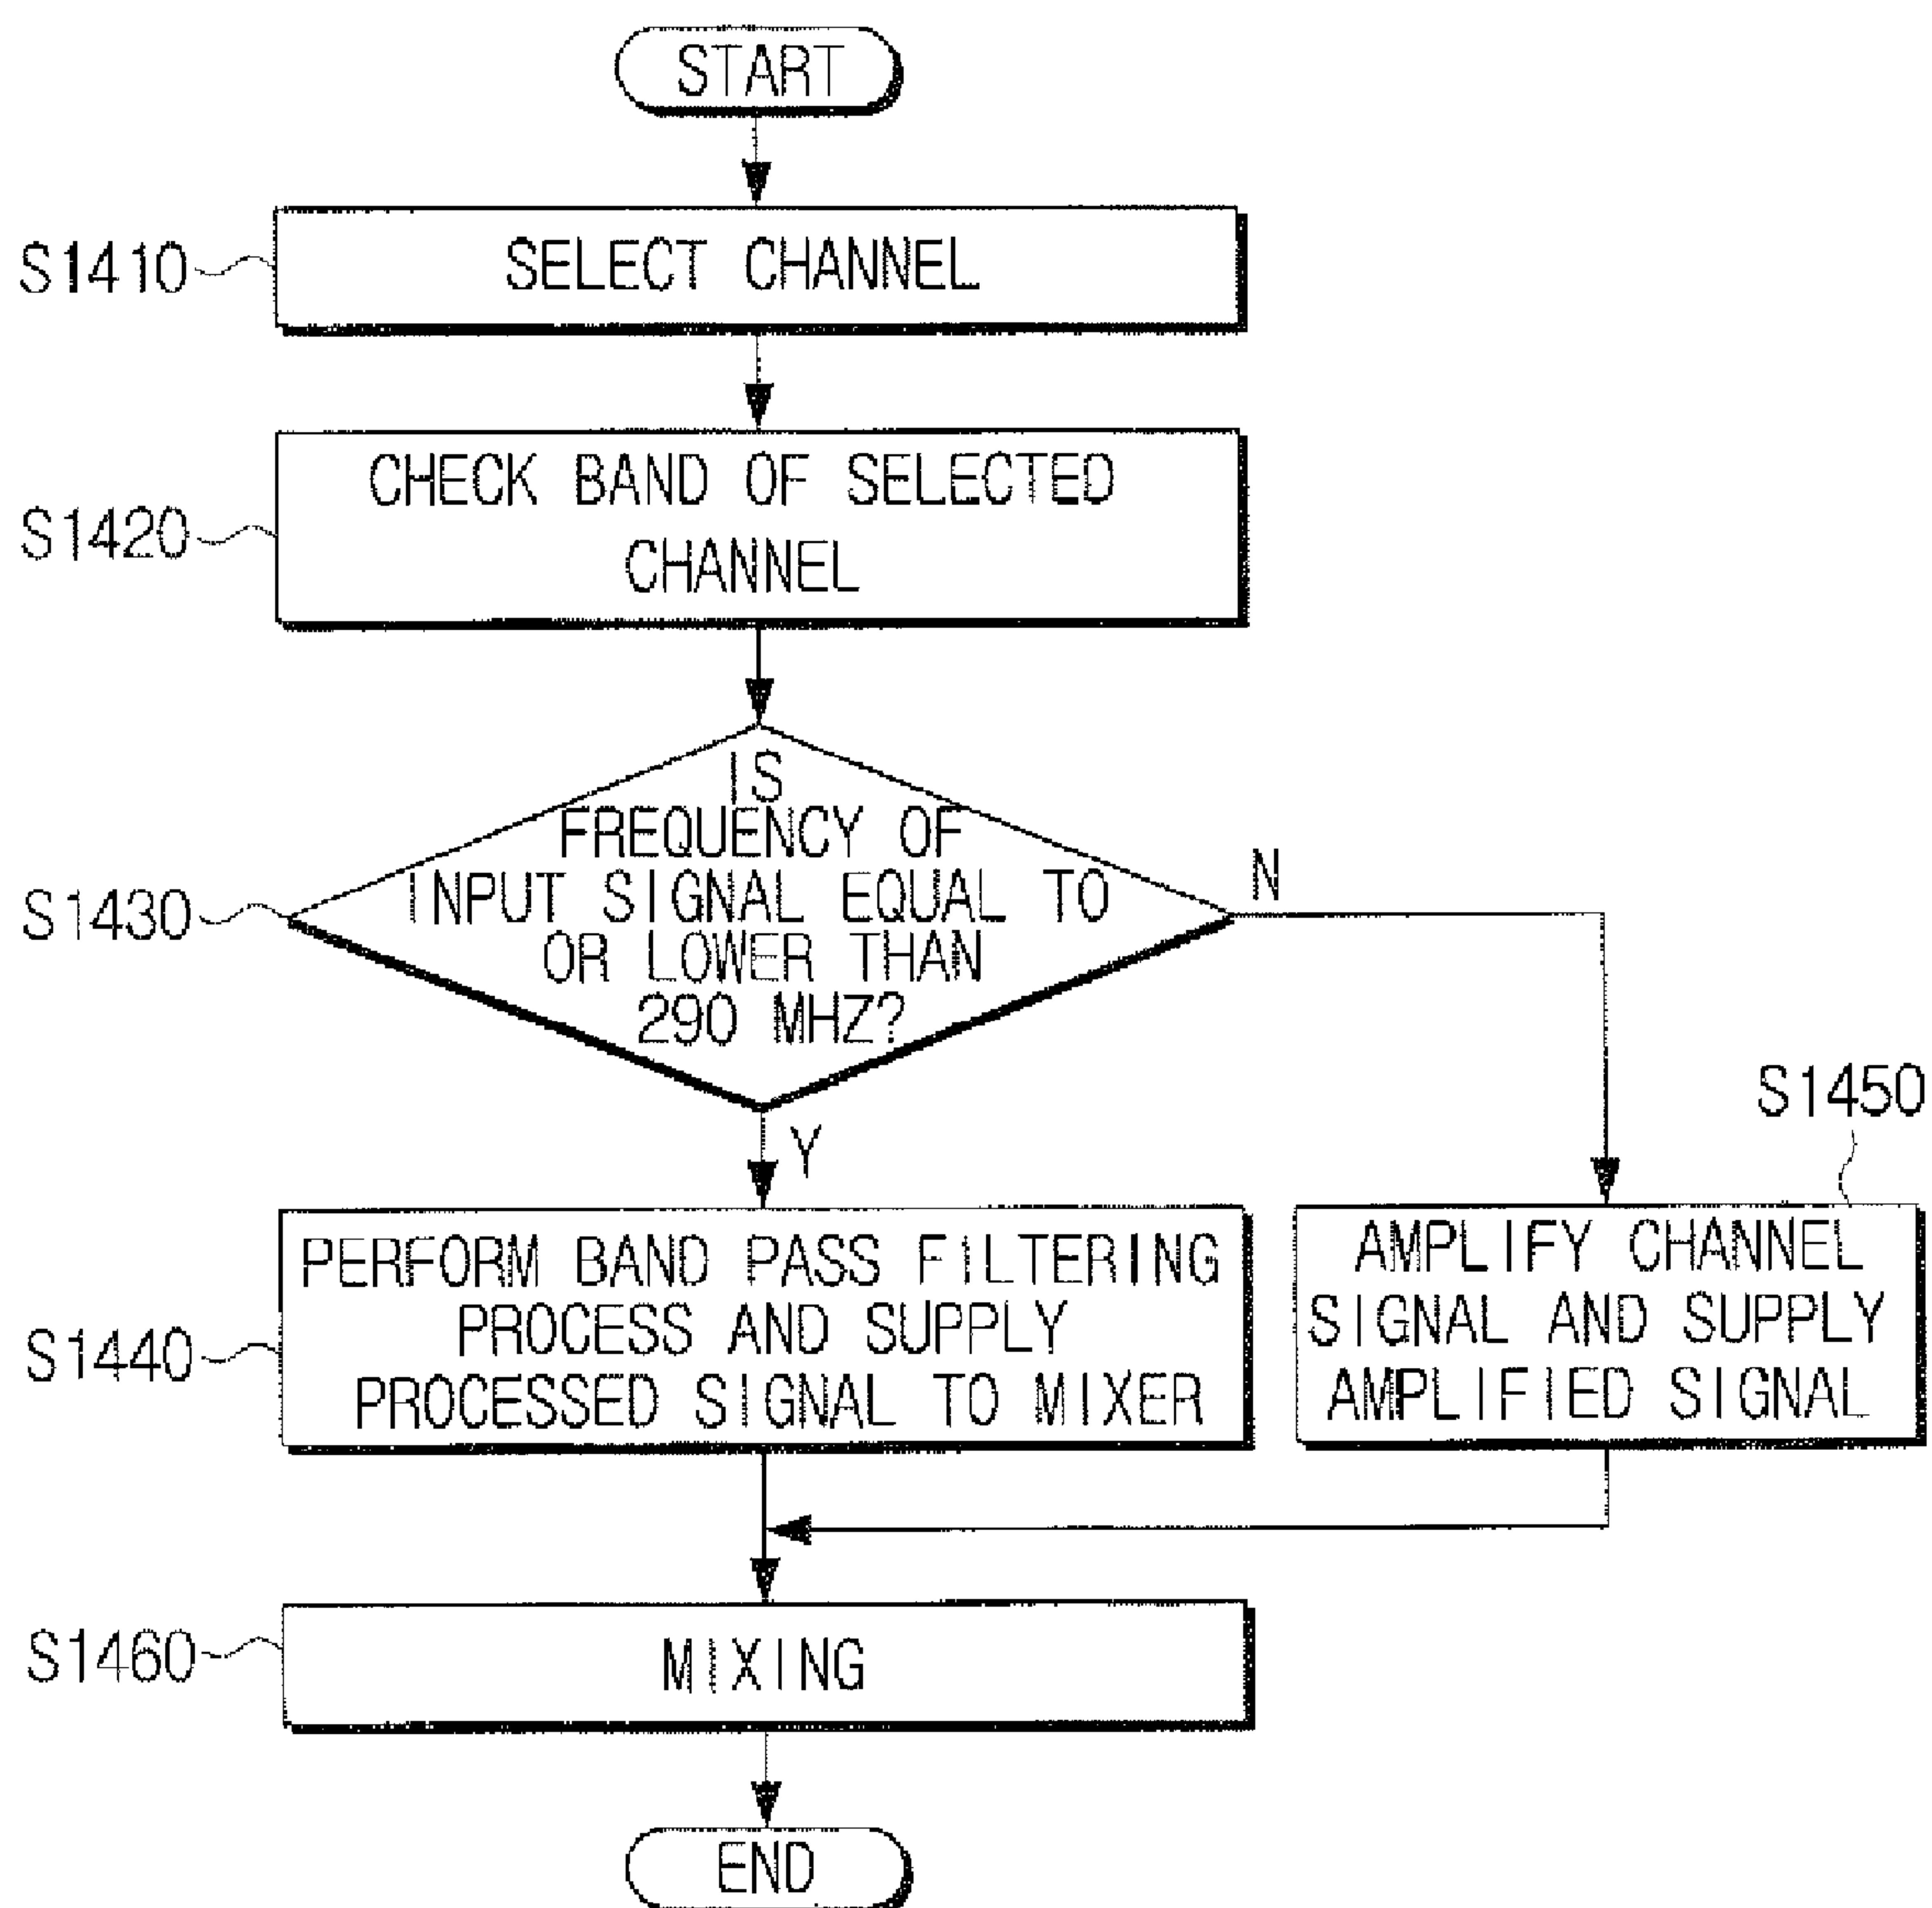 START
S1410
SELECT CHANNEL
S1420
CHECK BAND OF SELECTED
CHANNEL
S1430
IS
FREQUENCY OF
INPUT SIGNAL EQUAL TO
OR LOWER THAN
290 MHZ?
N
Y
S1450
S1440
PERFORM BAND PASS FILTERING
PROCESS AND SUPPLY
PROCESSED SIGNAL TO MIXER
AMPLIFY CHANNEL
SIGNAL AND SUPPLY
AMPLIFIED SIGNAL
S1460
MIXING
END